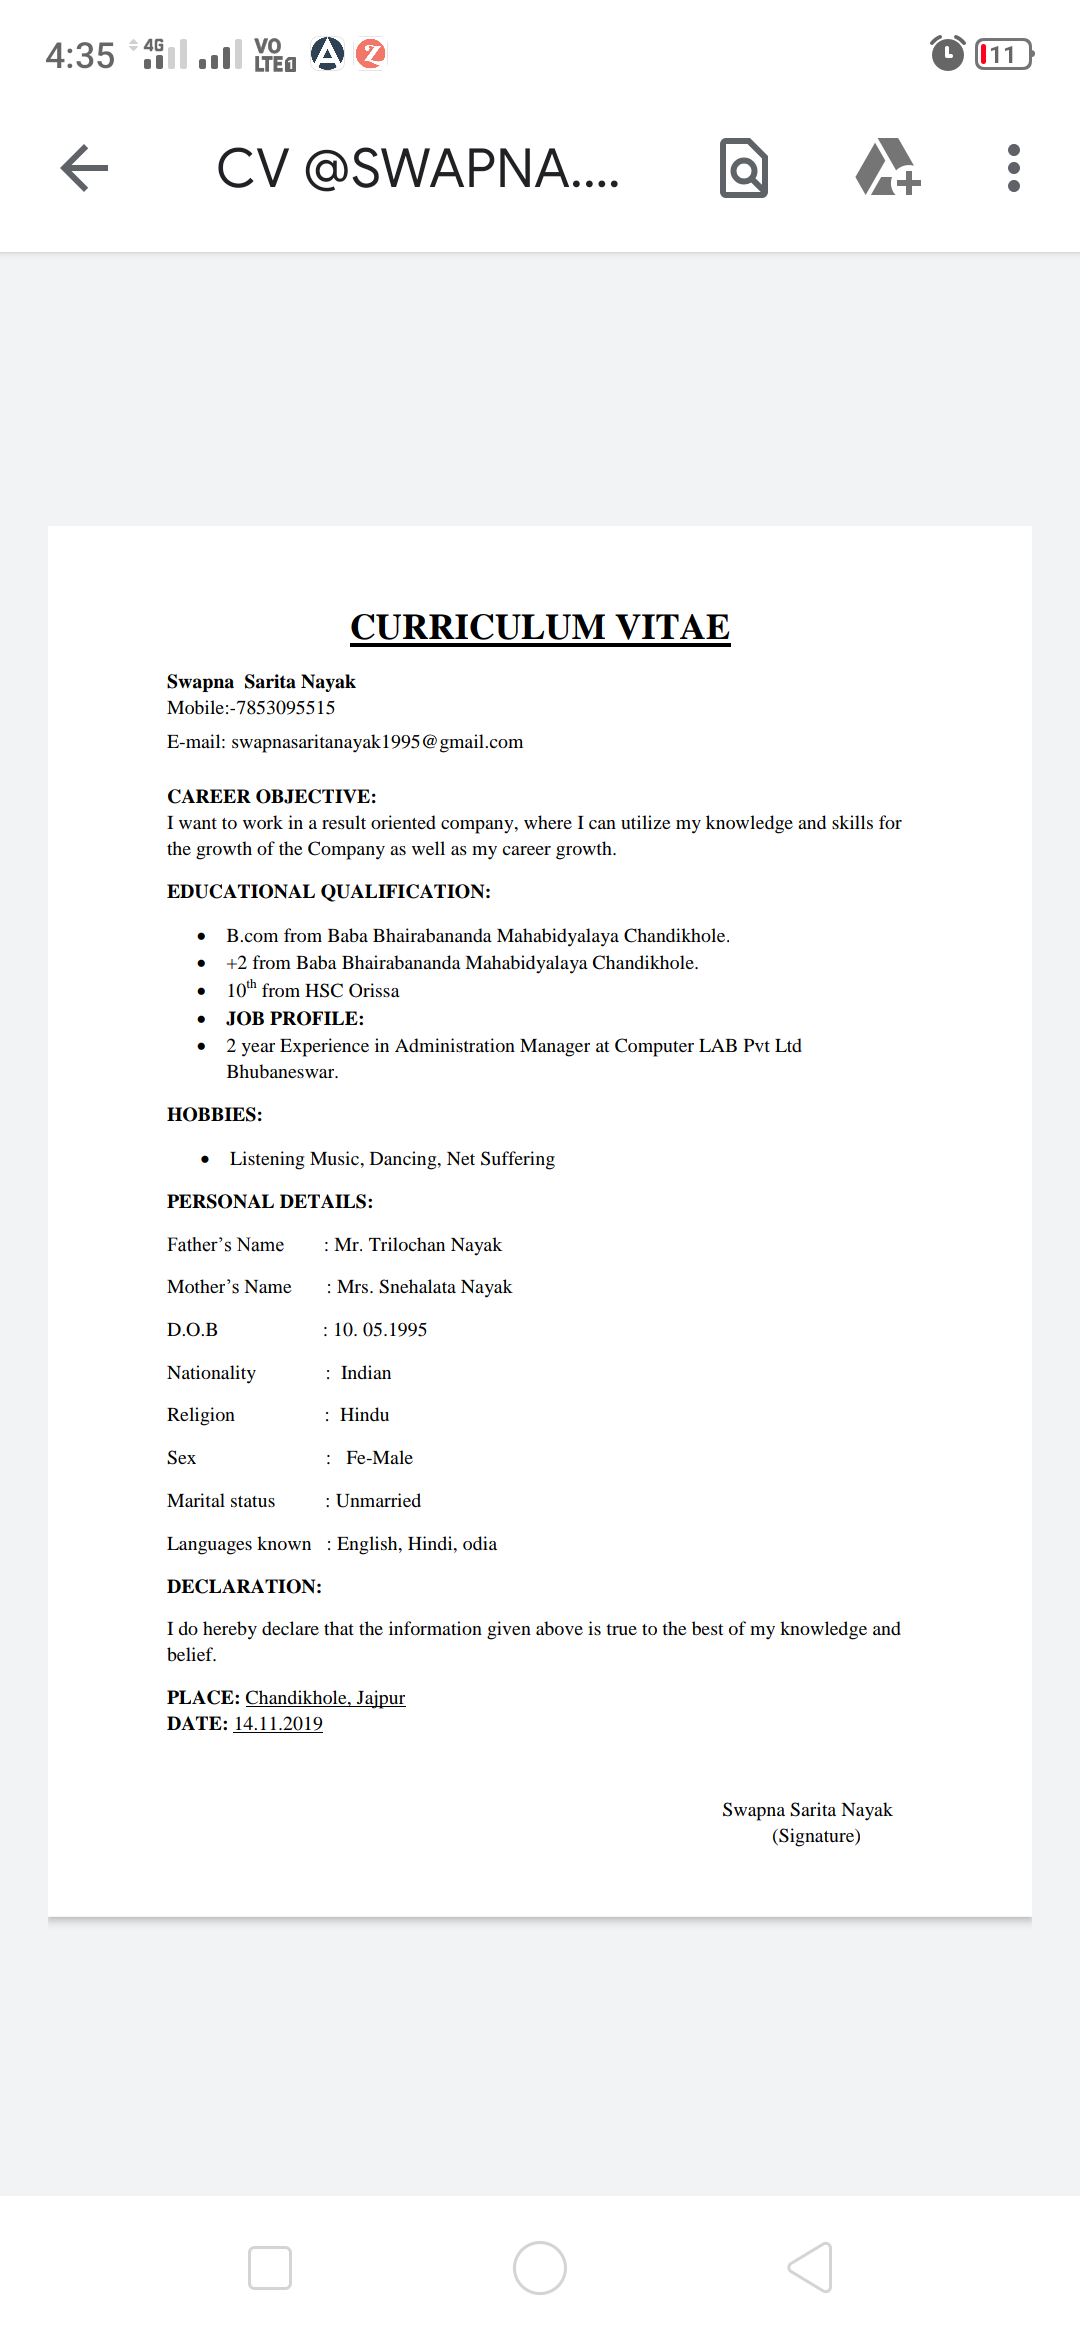 4:35 4G VO LTE1 11
CV @SWAPNA....
CURRICULUM VITAE
Swapna  Sarita Nayak
Mobile:-7853095515
E-mail: swapnasaritanayak1995@gmail.com
CAREER OBJECTIVE:
I want to work in a result oriented company, where I can utilize my knowledge and skills for
the growth of the Company as well as my career growth.
EDUCATIONAL QUALIFICATION:
• B.com from Baba Bhairabananda Mahabidyalaya Chandikhole.
• +2 from Baba Bhairabananda Mahabidyalaya Chandikhole.
• 10th from HSC Orissa
• JOB PROFILE:
• 2 year Experience in Administration Manager at Computer LAB Pvt Ltd
Bhubaneswar.
HOBBIES:
• Listening Music, Dancing, Net Suffering
PERSONAL DETAILS:
Father’s Name : Mr. Trilochan Nayak
Mother’s Name : Mrs. Snehalata Nayak
D.O.B : 10. 05.1995
Nationality : Indian
Religion : Hindu
Sex : Fe-Male
Marital status : Unmarried
Languages known : English, Hindi, odia
DECLARATION:
I do hereby declare that the information given above is true to the best of my knowledge and
belief.
PLACE: Chandikhole, Jajpur
DATE: 14.11.2019
Swapna Sarita Nayak
(Signature)